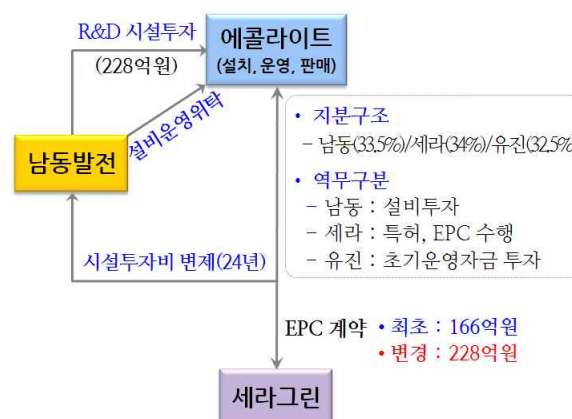 R&D 시설투자
(228억원)
에콜라이트
(설치, 운영, 판매)
설비운영위탁
남동발전
• 지분구조
– 남동(33.5%)/세라(34%)/유진(32.5%
• 역무구분
– 남동 : 설비투자
– 세라 : 특허, EPC 수행
– 유진 : 초기운영자금 투자
시설투자비 변제(24년)
EPC 계약 • 최초 : 166억원
• 변경 : 228억원
세라그린